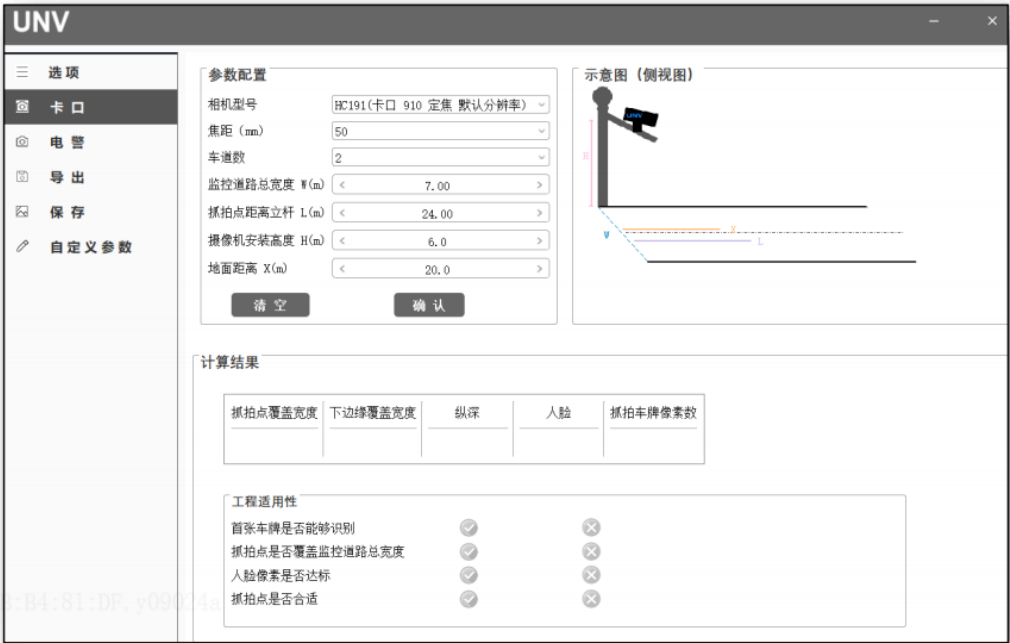 UNV
选项
卡口
电警
导出
保存
自定义参数
参数配置
相机型号 HC191(卡口 910 定焦 默认分辨率)
焦距 (mm) 50
车道数 2
监控道路总宽度 W(m) < 7.00 >
抓拍点距离立杆 L(m) < 24.00 >
摄像机安装高度 H(m) < 6.0 >
地面距离 X(m) < 20.0 >
清空 确认
示意图 (侧视图)
UNV
H
W
X
L
计算结果
抓拍点覆盖宽度 下边缘覆盖宽度 纵深 人脸 抓拍车牌像素数
工程适用性
首张车牌是否能够识别
抓拍点是否覆盖监控道路总宽度
人脸像素是否达标
抓拍点是否合适
:B4:81:DF, y09024a